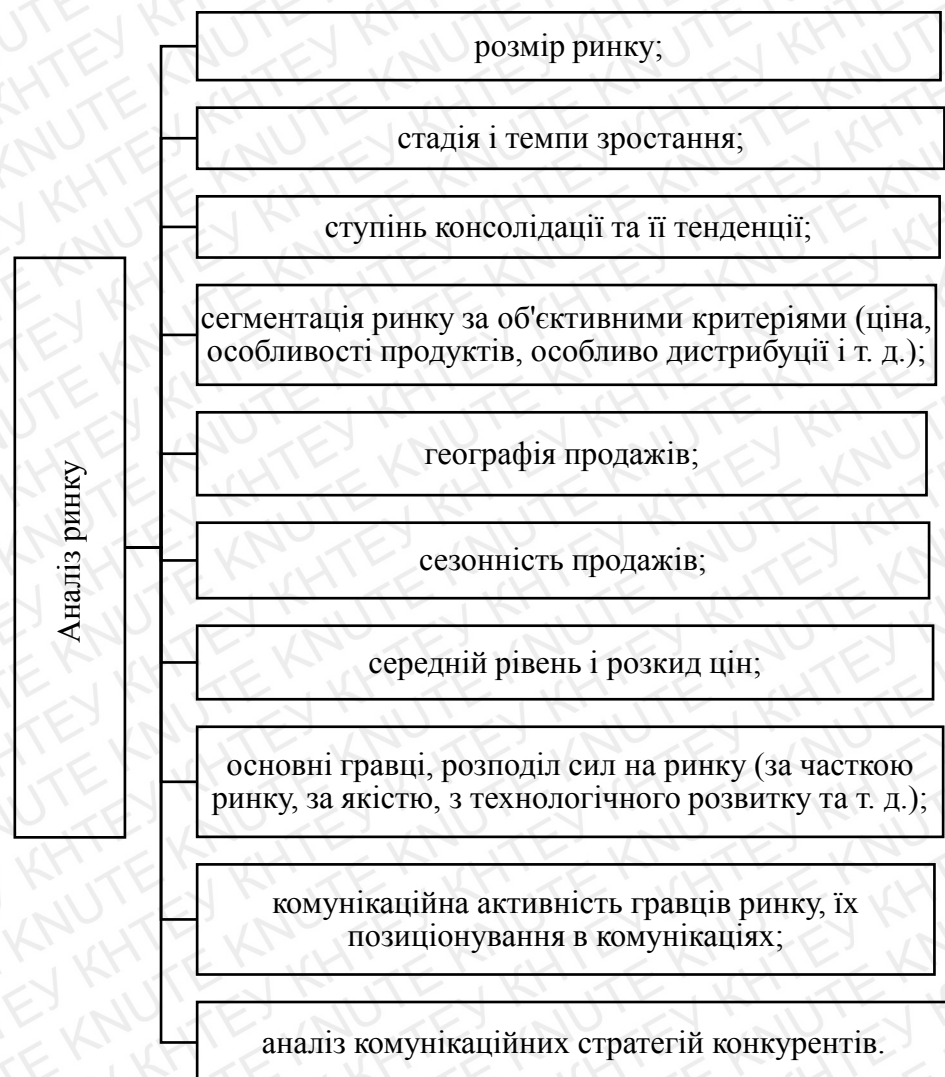 розмір ринку;
стадія і темпи зростання;
ступінь консолідації та її тенденції;
сегментація ринку за об'єктивними критеріями (ціна,
особливості продуктів, особливо дистрибуції і т. д.);
географія продажів;
Аналіз ринку
сезонність продажів;
середній рівень і розкид цін;
основні гравці, розподіл сил на ринку (за часткою
ринку, за якістю, з технологічного розвитку та т. д.);
комунікаційна активність гравців ринку, їх
позиціонування в комунікаціях;
аналіз комунікаційних стратегій конкурентів.